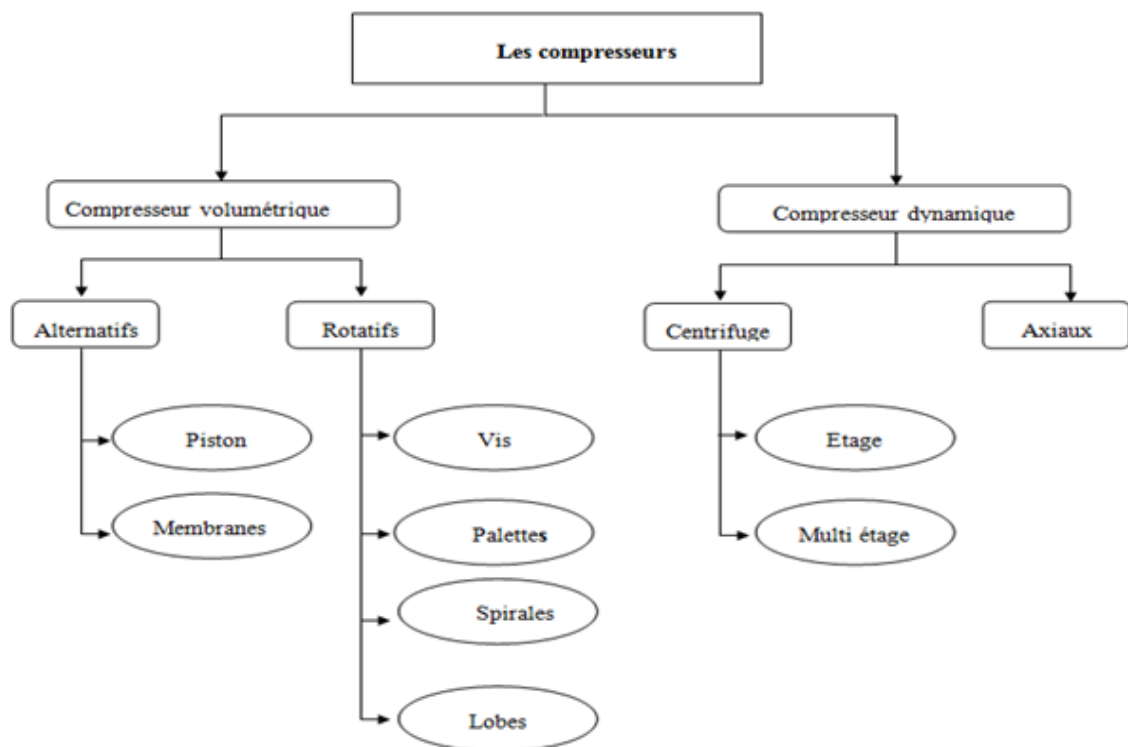 Les compresseurs
Compresseur volumétrique
Compresseur dynamique
Alternatifs
Rotatifs
Centrifuge
Axiaux
Piston
Vis
Etage
Membranes
Palettes
Multi étage
Spirales
Lobes